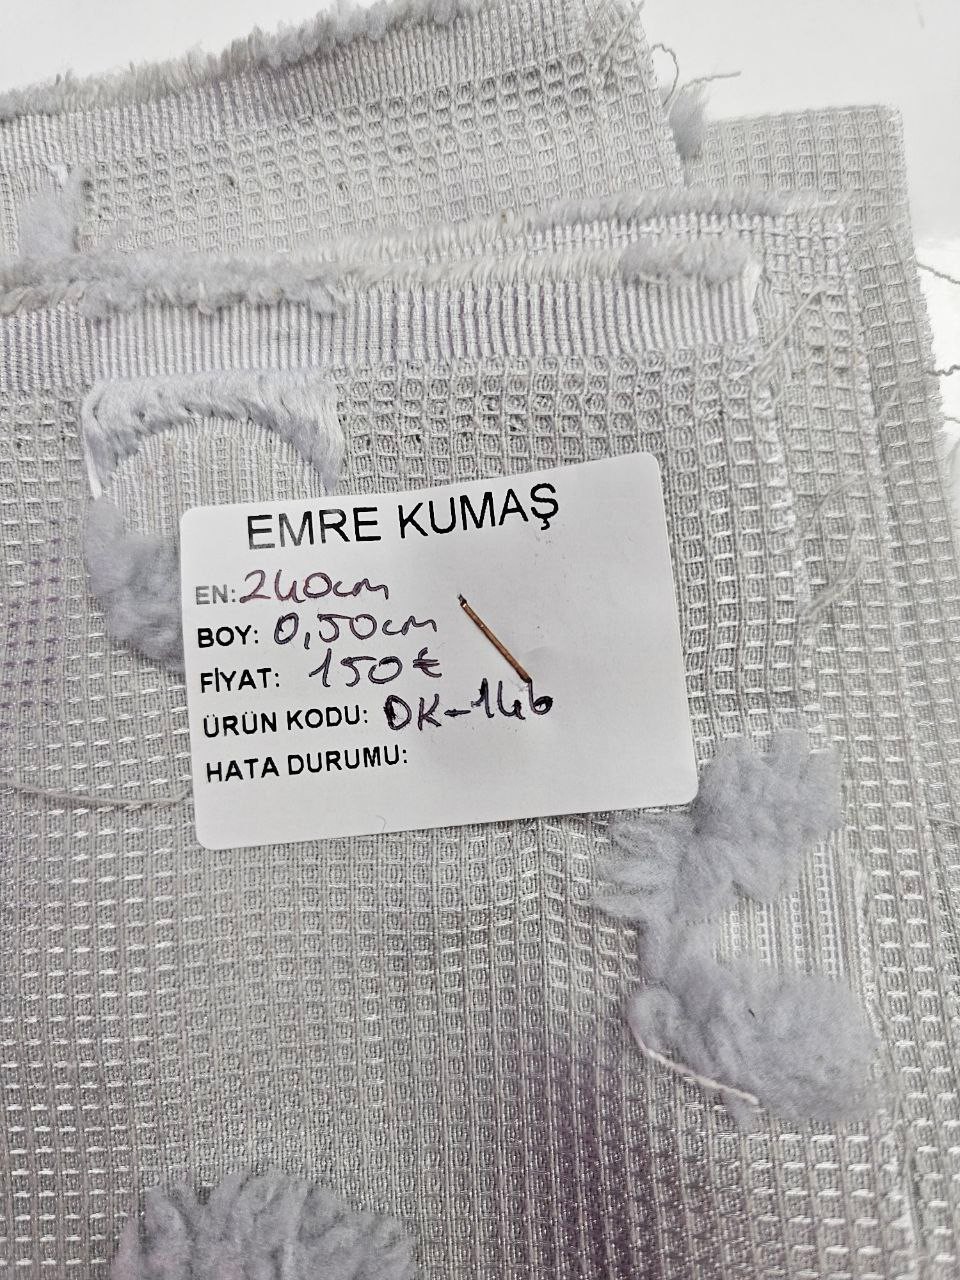 EMRE KUMAŞ
EN: 240cm
BOY: 0,50cm
FİYAT: 150₺
ÜRÜN KODU: DK-146
HATA DURUMU: